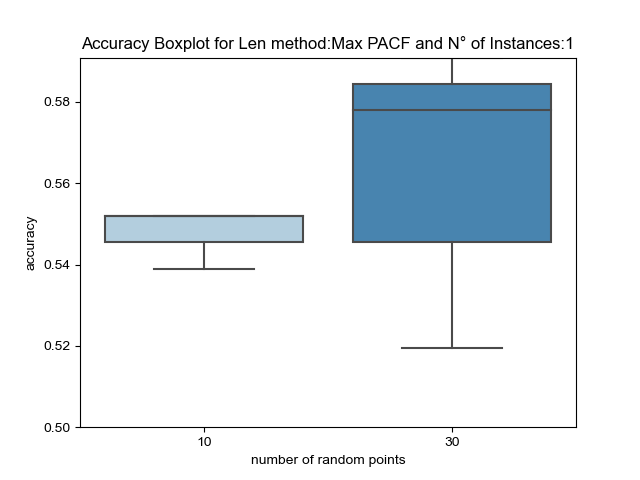 Accuracy Boxplot for Len method:Max PACF and N° of Instances:1
0.58
0.56
0.54
0.52
0.50
accuracy
10
30
number of random points